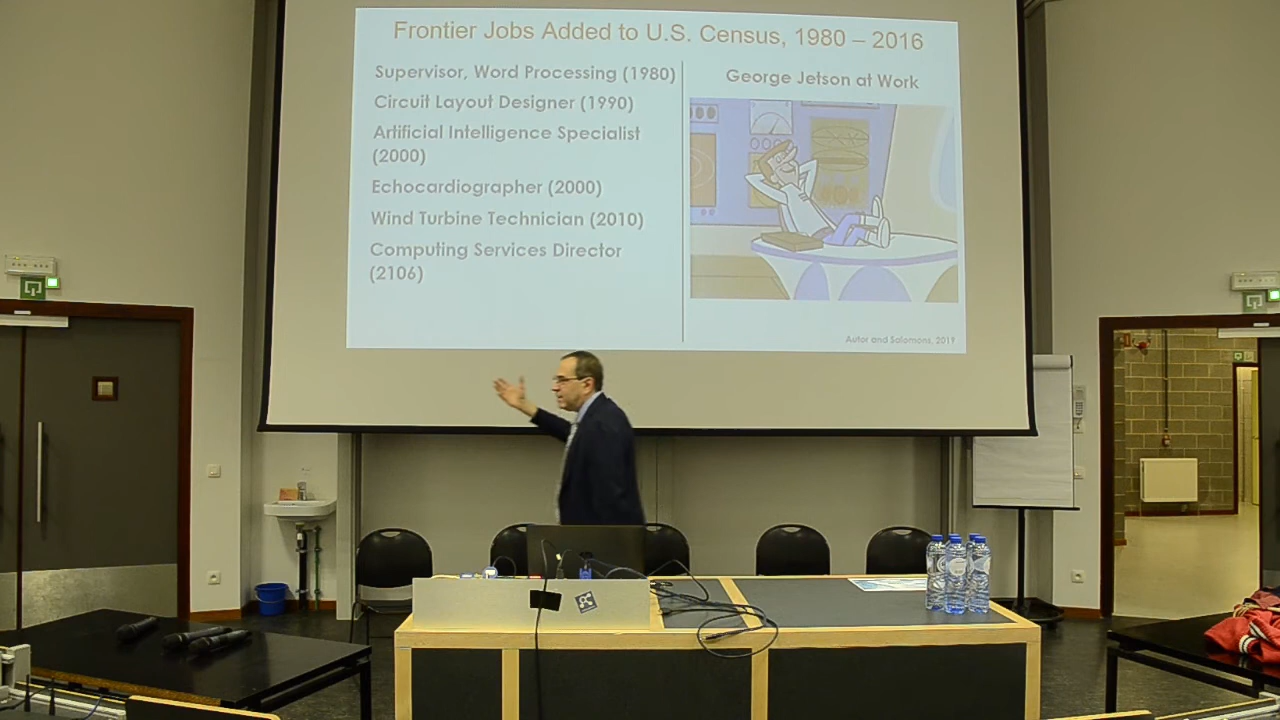 Frontier Jobs Added to U.S. Census, 1980 – 2016
Supervisor, Word Processing (1980)
Circuit Layout Designer (1990)
Artificial Intelligence Specialist
(2000)
Echocardiographer (2000)
Wind Turbine Technician (2010)
Computing Services Director
(2106)
George Jetson at Work
Autor and Salomons, 2019